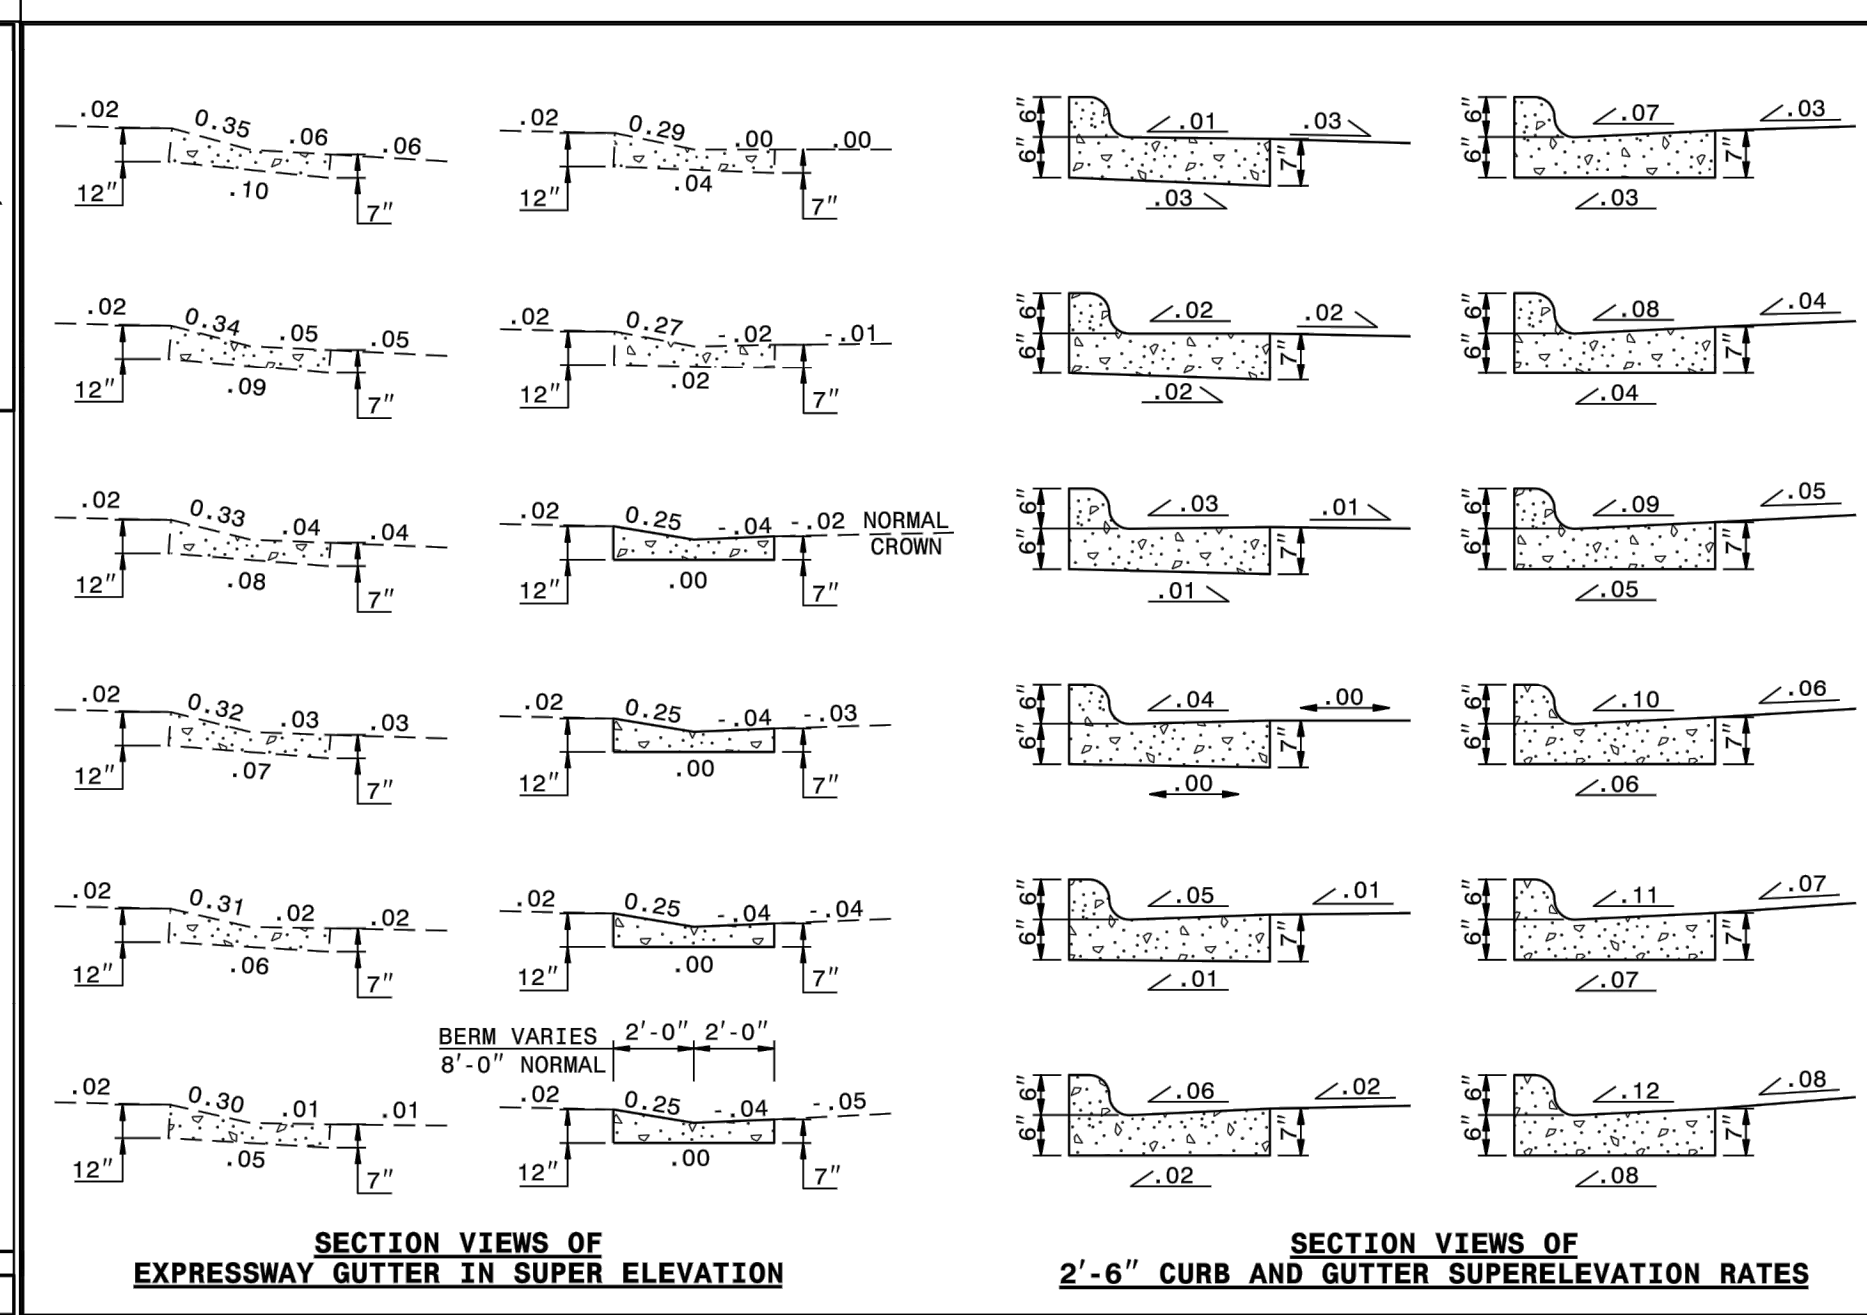 .02 0.35 .06 .06
12" .10 7"
.02 0.29 .00 .00
12" .04 7"
6" .01 .03
6" 7"
.03
6" .07 .03
6" 7"
.03
.02 0.34 .05 .05
12" .09 7"
.02 0.27 -.02 -.01
12" .02 7"
6" .02 .02
6" 7"
.02
6" .08 .04
6" 7"
.04
.02 0.33 .04 .04
12" .08 7"
.02 0.25 -.04 -.02 NORMAL
CROWN
12" .00 7"
6" .03 .01
6" 7"
.01
6" .09 .05
6" 7"
.05
.02 0.32 .03 .03
12" .07 7"
.02 0.25 -.04 -.03
12" .00 7"
6" .04 .00
6" 7"
.00
6" .10 .06
6" 7"
.06
.02 0.31 .02 .02
12" .06 7"
.02 0.25 -.04 -.04
12" .00 7"
6" .05 .01
6" 7"
.01
6" .11 .07
6" 7"
.07
BERM VARIES 2'-0" 2'-0"
8'-0" NORMAL
.02 0.30 .01 .01
12" .05 7"
.02 0.25 -.04 -.05
12" .00 7"
6" .06 .02
6" 7"
.02
6" .12 .08
6" 7"
.08
SECTION VIEWS OF
EXPRESSWAY GUTTER IN SUPER ELEVATION
SECTION VIEWS OF
2'-6" CURB AND GUTTER SUPERELEVATION RATES